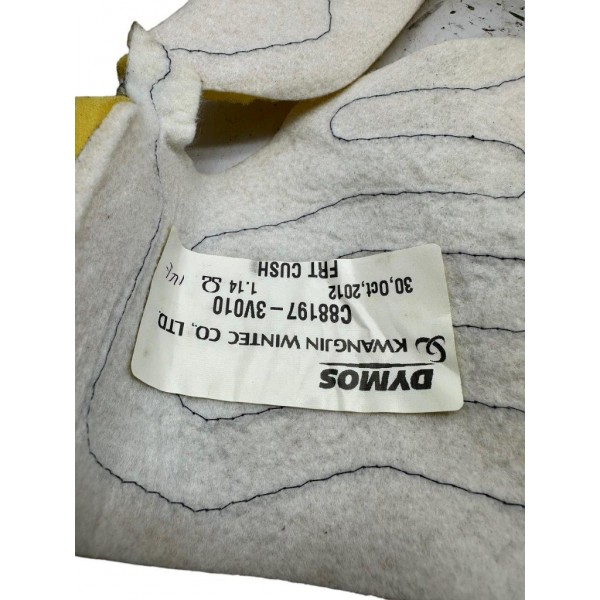 DYMOS
KWANGJIN WINTEC CO., LTD.
C88197-3V010
30,Oct,2012 1.14 Ω
FRT CUSH